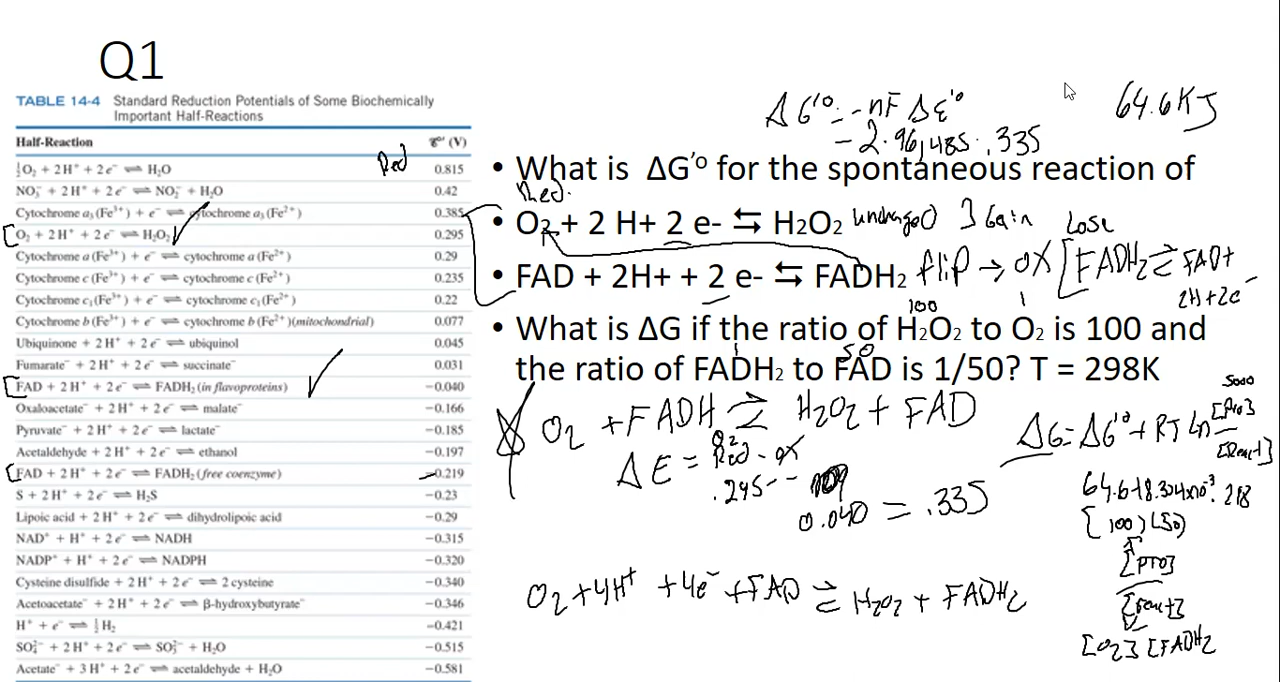 Q1
TABLE 14-4 Standard Reduction Potentials of Some Biochemically
Important Half-Reactions
Half-Reaction ℰ°′ (V)
Red
½O₂ + 2H⁺ + 2e⁻ ⇌ H₂O 0.815
NO₃⁻ + 2H⁺ + 2e⁻ ⇌ NO₂⁻ + H₂O 0.42
Cytochrome a₃(Fe³⁺) + e⁻ ⇌ cytochrome a₃(Fe²⁺) 0.385
O₂ + 2H⁺ + 2e⁻ ⇌ H₂O₂ 0.295
Cytochrome a(Fe³⁺) + e⁻ ⇌ cytochrome a(Fe²⁺) 0.29
Cytochrome c(Fe³⁺) + e⁻ ⇌ cytochrome c(Fe²⁺) 0.235
Cytochrome c₁(Fe³⁺) + e⁻ ⇌ cytochrome c₁(Fe²⁺) 0.22
Cytochrome b(Fe³⁺) + e⁻ ⇌ cytochrome b(Fe²⁺)(mitochondrial) 0.077
Ubiquinone + 2H⁺ + 2e⁻ ⇌ ubiquinol 0.045
Fumarate⁻ + 2H⁺ + 2e⁻ ⇌ succinate⁻ 0.031
FAD + 2H⁺ + 2e⁻ ⇌ FADH₂ (in flavoproteins) −0.040
Oxaloacetate⁻ + 2H⁺ + 2e⁻ ⇌ malate⁻ −0.166
Pyruvate⁻ + 2H⁺ + 2e⁻ ⇌ lactate⁻ −0.185
Acetaldehyde + 2H⁺ + 2e⁻ ⇌ ethanol −0.197
FAD + 2H⁺ + 2e⁻ ⇌ FADH₂ (free coenzyme) −0.219
S + 2H⁺ + 2e⁻ ⇌ H₂S −0.23
Lipoic acid + 2H⁺ + 2e⁻ ⇌ dihydrolipoic acid −0.29
NAD⁺ + H⁺ + 2e⁻ ⇌ NADH −0.315
NADP⁺ + H⁺ + 2e⁻ ⇌ NADPH −0.320
Cysteine disulfide + 2H⁺ + 2e⁻ ⇌ 2 cysteine −0.340
Acetoacetate⁻ + 2H⁺ + 2e⁻ ⇌ β-hydroxybutyrate⁻ −0.346
H⁺ + e⁻ ⇌ ½H₂ −0.421
SO₄²⁻ + 2H⁺ + 2e⁻ ⇌ SO₃²⁻ + H₂O −0.515
Acetate⁻ + 3H⁺ + 2e⁻ ⇌ acetaldehyde + H₂O −0.581
ΔG'° = -nFΔε'° 64.6KJ
-2·96,485·.335
• What is ΔG'° for the spontaneous reaction of
Red.
• O₂ + 2 H+ 2 e- ⇆ H₂O₂ unchanged ] Gain
Lose
• FAD + 2H+ + 2 e- ⇆ FADH₂ flip → ox [FADH₂ ⇌ FAD+
2H+2e⁻
100 1
• What is ΔG if the ratio of H₂O₂ to O₂ is 100 and
1 50
the ratio of FADH₂ to FAD is 1/50? T = 298K
O₂ + FADH ⇌ H₂O₂ + FAD
ΔE = Red - ox
O₂
.295 - -
0.040 = .335
O₂+4H⁺ +4e⁻ +FAD ⇌ H₂O₂ + FADH₂
5000
ΔG=ΔG'°+RTLn [Pro]
[React]
64.6+8.304x10⁻³·298
[100)(50)
[Pro]
[React]
[O₂][FADH₂